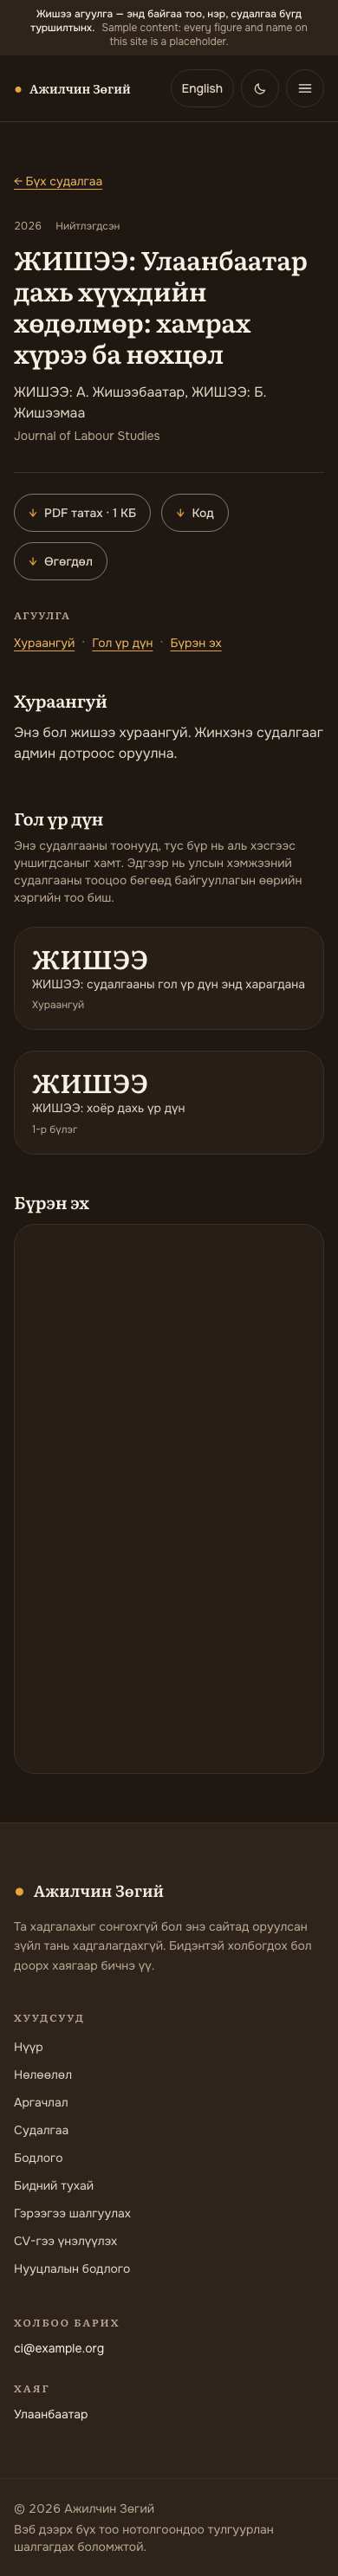 Жишээ агуулга — энд байгаа тоо, нэр, судалгаа бүгд
туршилтынх. Sample content: every figure and name on
this site is a placeholder.
Ажилчин Зөгий
English
← Бүх судалгаа
2026 Нийтлэгдсэн
ЖИШЭЭ: Улаанбаатар
дахь хүүхдийн
хөдөлмөр: хамрах
хүрээ ба нөхцөл
ЖИШЭЭ: А. Жишээбаатар, ЖИШЭЭ: Б.
Жишээмаа
Journal of Labour Studies
↓ PDF татах · 1 КБ
↓ Код
↓ Өгөгдөл
АГУУЛГА
Хураангуй · Гол үр дүн · Бүрэн эх
Хураангуй
Энэ бол жишээ хураангуй. Жинхэнэ судалгааг
админ дотроос оруулна.
Гол үр дүн
Энэ судалгааны тоонууд, тус бүр нь аль хэсгээс
уншигдсаныг хамт. Эдгээр нь улсын хэмжээний
судалгааны тооцоо бөгөөд байгууллагын өөрийн
хэргийн тоо биш.
ЖИШЭЭ
ЖИШЭЭ: судалгааны гол үр дүн энд харагдана
Хураангуй
ЖИШЭЭ
ЖИШЭЭ: хоёр дахь үр дүн
1-р бүлэг
Бүрэн эх
Ажилчин Зөгий
Та хадгалахыг сонгохгүй бол энэ сайтад оруулсан
зүйл тань хадгалагдахгүй. Бидэнтэй холбогдох бол
доорх хаягаар бичнэ үү.
ХУУДСУУД
Нүүр
Нөлөөлөл
Аргачлал
Судалгаа
Бодлого
Бидний тухай
Гэрээгээ шалгуулах
CV-гээ үнэлүүлэх
Нууцлалын бодлого
ХОЛБОО БАРИХ
ci@example.org
ХАЯГ
Улаанбаатар
© 2026 Ажилчин Зөгий
Вэб дээрх бүх тоо нотолгоондоо тулгуурлан
шалгагдах боломжтой.